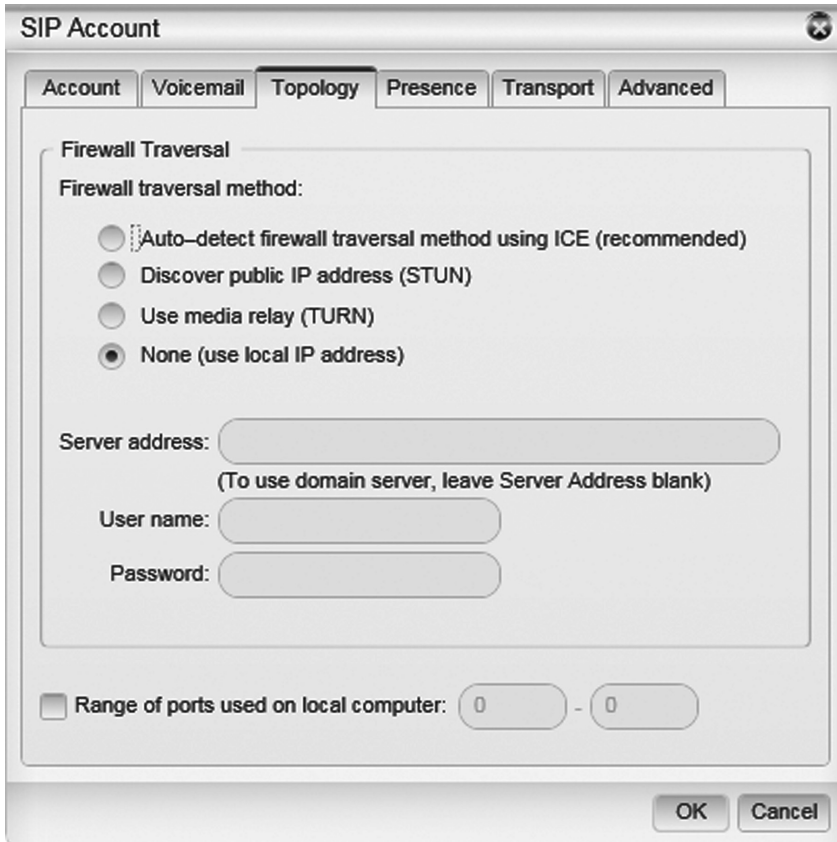 SIP Account
Account Voicemail Topology Presence Transport Advanced
Firewall Traversal
Firewall traversal method:
Auto–detect firewall traversal method using ICE (recommended)
Discover public IP address (STUN)
Use media relay (TURN)
None (use local IP address)
Server address:
(To use domain server, leave Server Address blank)
User name:
Password:
Range of ports used on local computer: 0 - 0
OK Cancel